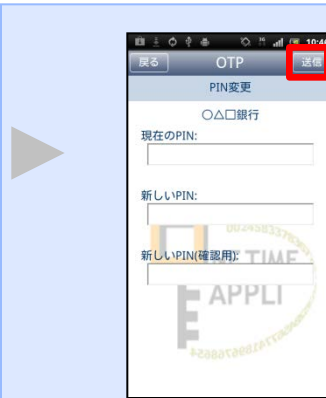 10:46
戻る OTP 送信
PIN変更
○△□銀行
現在のPIN:
新しいPIN:
新しいPIN(確認用):
TIME
APPLI